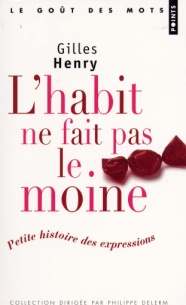 LE GOÛT DES MOTS
POINTS
Gilles
Henry
L'habit
ne fait pas
le
moine
Petite histoire des expressions
COLLECTION DIRIGÉE PAR PHILIPPE DELERM